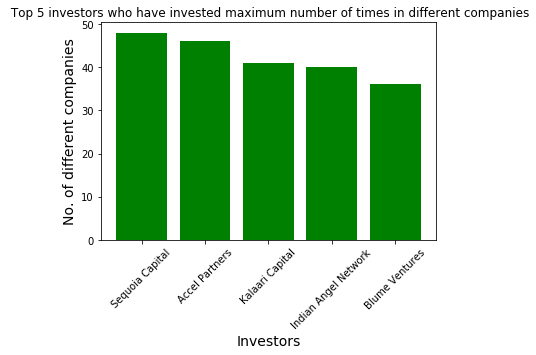 Top 5 investors who have invested maximum number of times in different companies
No. of different companies
50
40
30
20
10
0
Sequoia Capital
Accel Partners
Kalaari Capital
Indian Angel Network
Blume Ventures
Investors